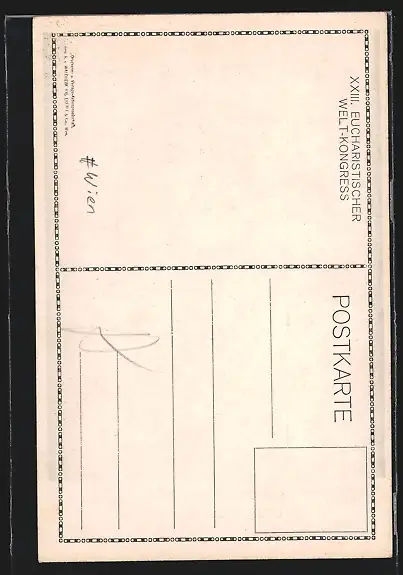 XXIII. EUCHARISTISCHER
WELT-KONGRESS
#Wien
POSTKARTE